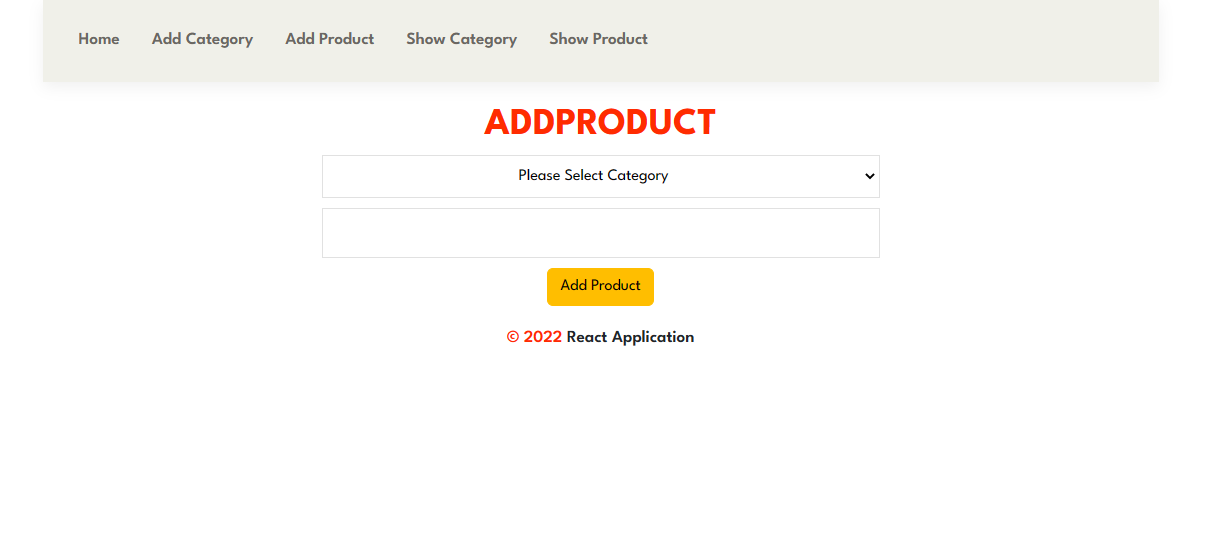 Home Add Category Add Product Show Category Show Product
ADDPRODUCT
Please Select Category
Add Product
© 2022 React Application